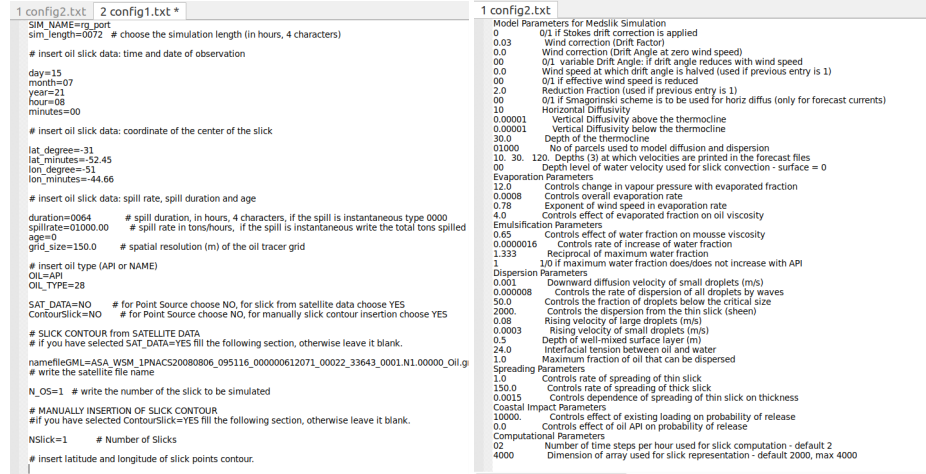 1 config2.txt 2 config1.txt *
SIM_NAME=rg_port
sim_length=0072 # choose the simulation length (in hours, 4 characters)
# insert oil slick data: time and date of observation
day=15
month=07
year=21
hour=08
minutes=00
# insert oil slick data: coordinate of the center of the slick
lat_degree=-31
lat_minutes=-52.45
lon_degree=-51
lon_minutes=-44.66
# insert oil slick data: spill rate, spill duration and age
duration=0064 # spill duration, in hours, 4 characters, if the spill is instantaneous type 0000
spillrate=01000.00 # spill rate in tons/hours, if the spill is instantaneous write the total tons spilled
age=0
grid_size=150.0 # spatial resolution (m) of the oil tracer grid
# insert oil type (API or NAME)
OIL=API
OIL_TYPE=28
SAT_DATA=NO # for Point Source choose NO, for slick from satellite data choose YES
ContourSlick=NO # for Point Source choose NO, for manually slick contour insertion choose YES
# SLICK CONTOUR from SATELLITE DATA
# if you have selected SAT_DATA=YES fill the following section, otherwise leave it blank.
namefileGML=ASA_WSM_1PNACS20080806_095116_000000612071_00022_33643_0001.N1.00000_Oil.g
# write the satellite file name
N_OS=1 # write the number of the slick to be simulated
# MANUALLY INSERTION OF SLICK CONTOUR
#if you have selected ContourSlick=YES fill the following section, otherwise leave it blank.
NSlick=1 # Number of Slicks
# insert latitude and longitude of slick points contour.
1 config2.txt
Model Parameters for Medslik Simulation
0 0/1 if Stokes drift correction is applied
0.03 Wind correction (Drift Factor)
0.0 Wind correction (Drift Angle at zero wind speed)
00 0/1 variable Drift Angle: if drift angle reduces with wind speed
0.0 Wind speed at which drift angle is halved (used if previous entry is 1)
00 0/1 if effective wind speed is reduced
2.0 Reduction Fraction (used if previous entry is 1)
00 0/1 if Smagorinski scheme is to be used for horiz diffus (only for forecast currents)
10 Horizontal Diffusivity
0.00001 Vertical Diffusivity above the thermocline
0.00001 Vertical Diffusivity below the thermocline
30.0 Depth of the thermocline
01000 No of parcels used to model diffusion and dispersion
10. 30. 120. Depths (3) at which velocities are printed in the forecast files
00 Depth level of water velocity used for slick convection - surface = 0
Evaporation Parameters
12.0 Controls change in vapour pressure with evaporated fraction
0.0008 Controls overall evaporation rate
0.78 Exponent of wind speed in evaporation rate
4.0 Controls effect of evaporated fraction on oil viscosity
Emulsification Parameters
0.65 Controls effect of water fraction on mousse viscosity
0.0000016 Controls rate of increase of water fraction
1.333 Reciprocal of maximum water fraction
1 1/0 if maximum water fraction does/does not increase with API
Dispersion Parameters
0.001 Downward diffusion velocity of small droplets (m/s)
0.000008 Controls the rate of dispersion of all droplets by waves
50.0 Controls the fraction of droplets below the critical size
2000. Controls the dispersion from the thin slick (sheen)
0.08 Rising velocity of large droplets (m/s)
0.0003 Rising velocity of small droplets (m/s)
0.5 Depth of well-mixed surface layer (m)
24.0 Interfacial tension between oil and water
1.0 Maximum fraction of oil that can be dispersed
Spreading Parameters
1.0 Controls rate of spreading of thin slick
150.0 Controls rate of spreading of thick slick
0.0015 Controls dependence of spreading of thin slick on thickness
Coastal Impact Parameters
10000. Controls effect of existing loading on probability of release
0.0 Controls effect of oil API on probability of release
Computational Parameters
02 Number of time steps per hour used for slick computation - default 2
4000 Dimension of array used for slick representation - default 2000, max 4000